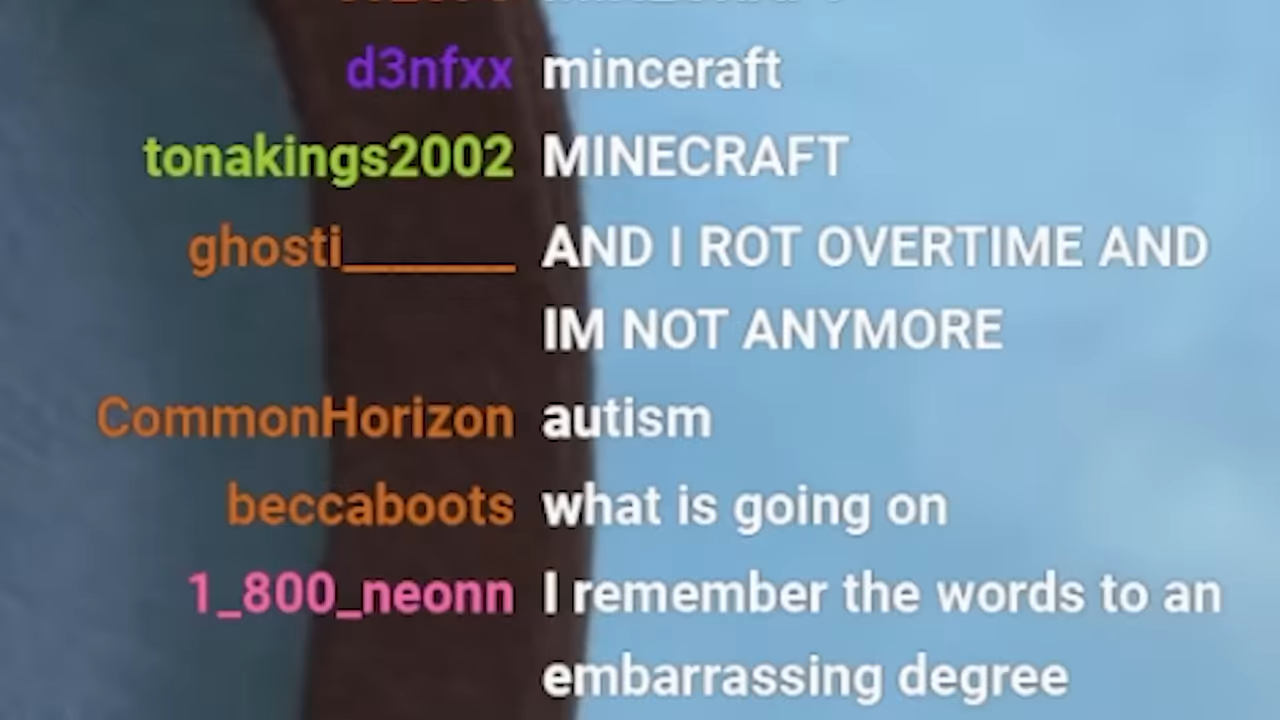 d3nfxx minceraft
tonakings2002 MINECRAFT
ghosti_______ AND I ROT OVERTIME AND
IM NOT ANYMORE
CommonHorizon autism
beccaboots what is going on
1_800_neonn I remember the words to an
embarrassing degree